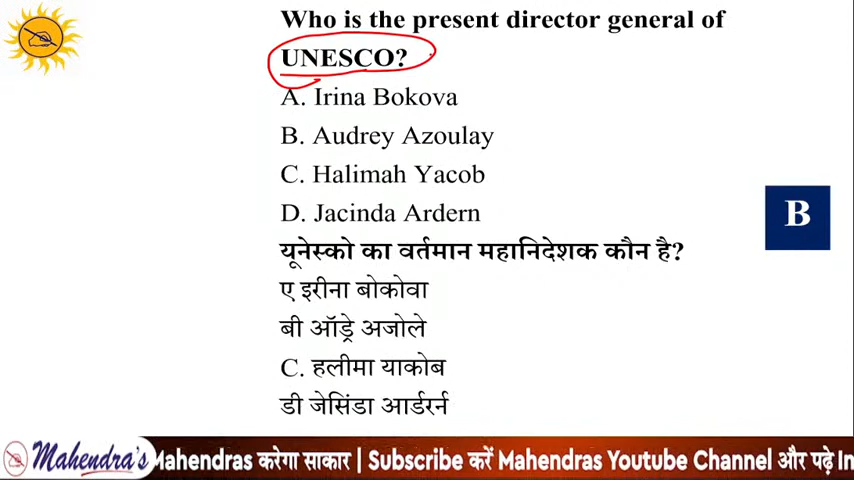 Who is the present director general of
UNESCO?
A. Irina Bokova
B. Audrey Azoulay
C. Halimah Yacob
D. Jacinda Ardern
B
यूनेस्को का वर्तमान महानिदेशक कौन है?
ए इरीना बोकोवा
बी ऑड्रे अजोले
C. हलीमा याकोब
डी जेसिंडा आर्डरर्न
Mahendra's Mahendras करेगा साकार | Subscribe करें Mahendras Youtube Channel और पढ़े In